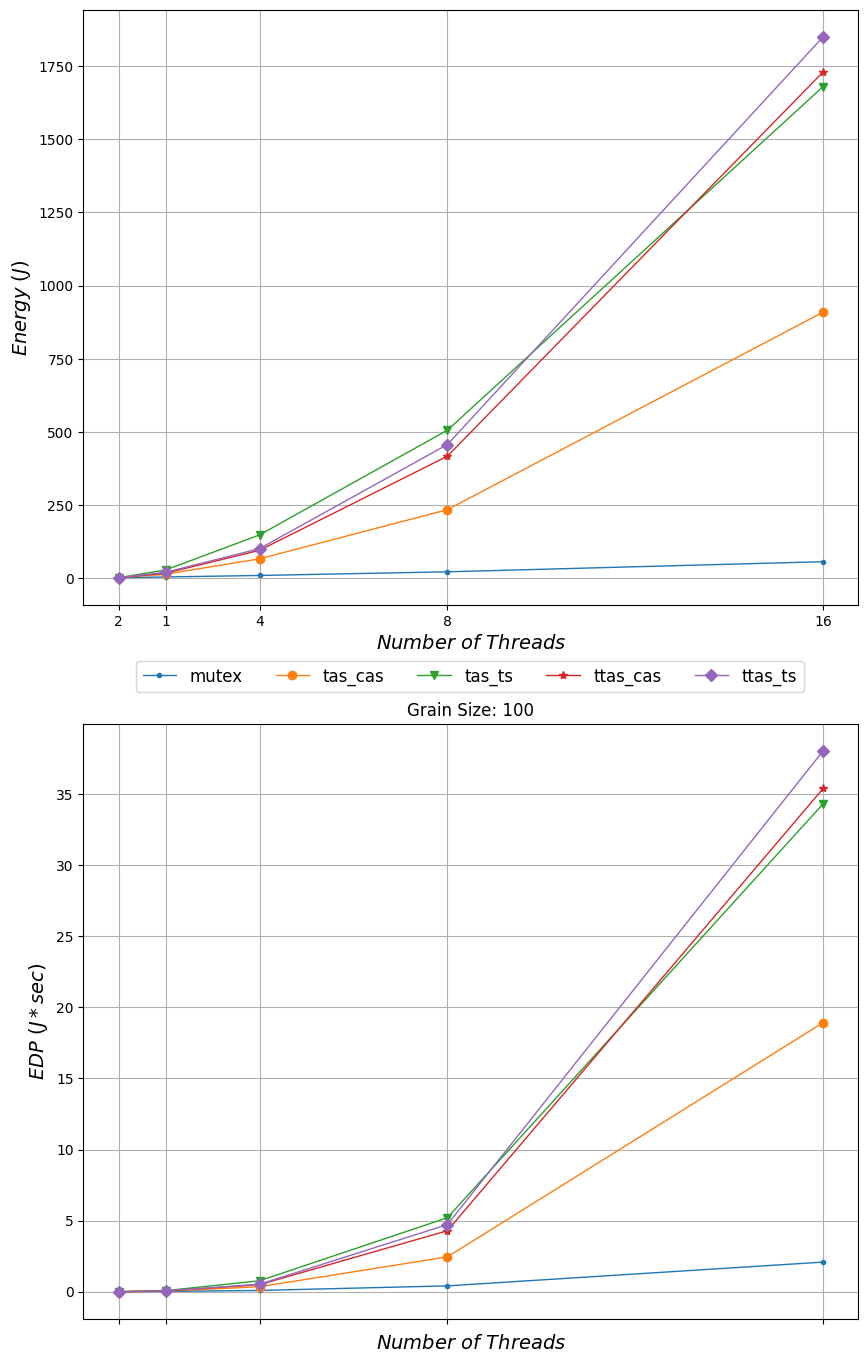 1750
1500
1250
1000
750
500
250
0
Energy (J)
2 1 4 8 16
Number of Threads
mutex tas_cas tas_ts ttas_cas ttas_ts
Grain Size: 100
35
30
25
20
15
10
5
0
EDP (J * sec)
Number of Threads